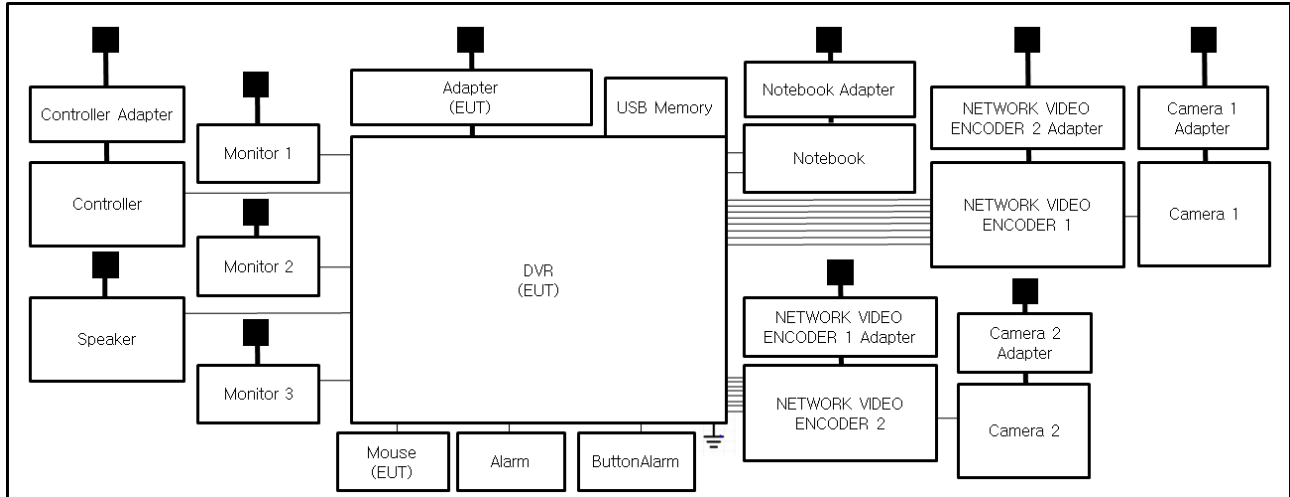 Controller Adapter
Controller
Speaker
Monitor 1
Monitor 2
Monitor 3
Adapter
(EUT)
USB Memory
DVR
(EUT)
Mouse
(EUT)
Alarm
ButtonAlarm
Notebook Adapter
Notebook
NETWORK VIDEO
ENCODER 2 Adapter
NETWORK VIDEO
ENCODER 1
Camera 1
Adapter
Camera 1
NETWORK VIDEO
ENCODER 1 Adapter
NETWORK VIDEO
ENCODER 2
Camera 2
Adapter
Camera 2